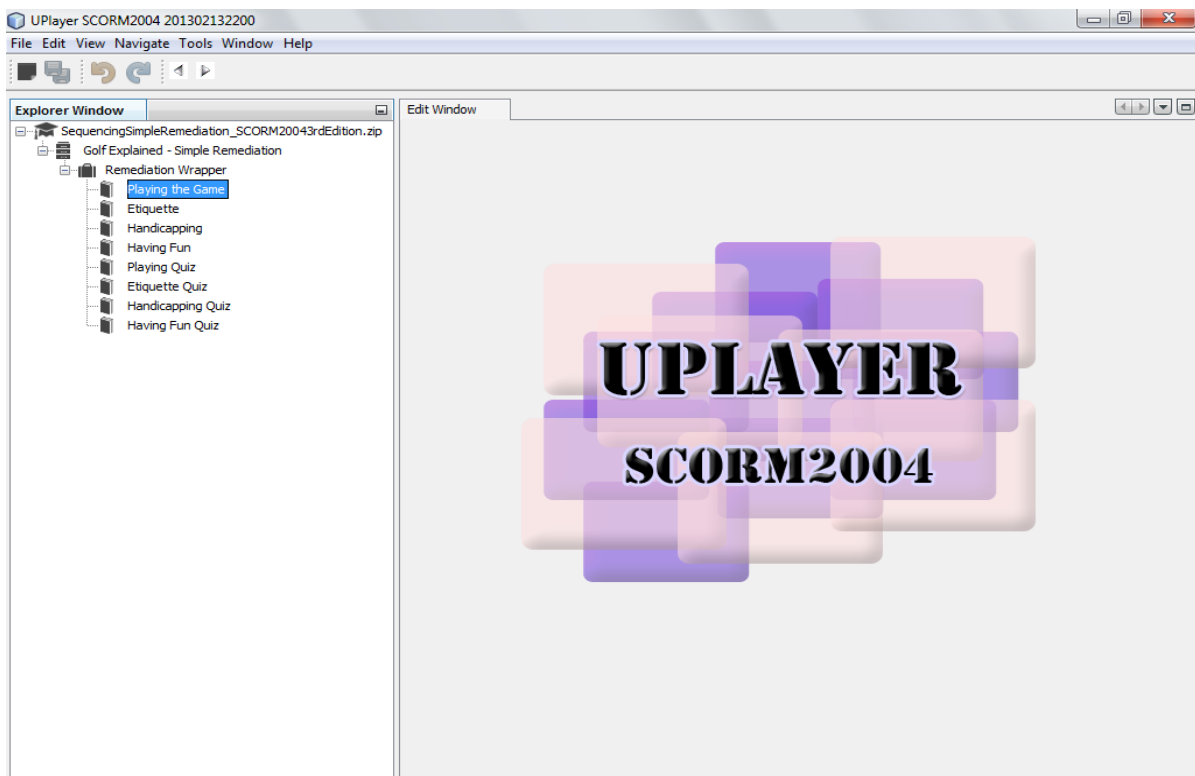 UPlayer SCORM2004 201302132200
File Edit View Navigate Tools Window Help
Explorer Window
Edit Window
SequencingSimpleRemediation_SCORM20043rdEdition.zip
Golf Explained - Simple Remediation
Remediation Wrapper
Playing the Game
Etiquette
Handicapping
Having Fun
Playing Quiz
Etiquette Quiz
Handicapping Quiz
Having Fun Quiz
UPLAYER
SCORM2004